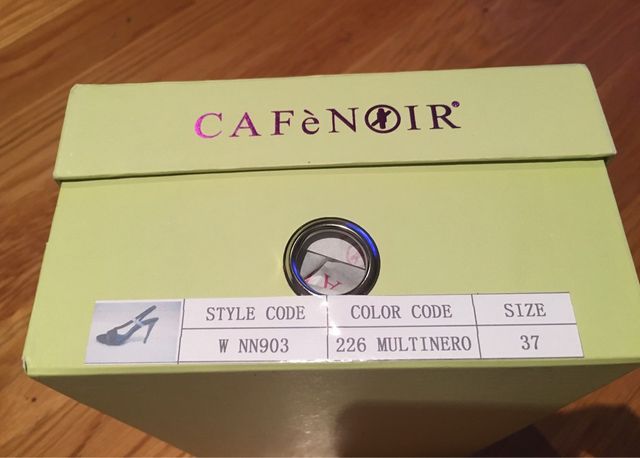 CAFèNOIR®
STYLE CODE COLOR CODE SIZE
W NN903 226 MULTINERO 37